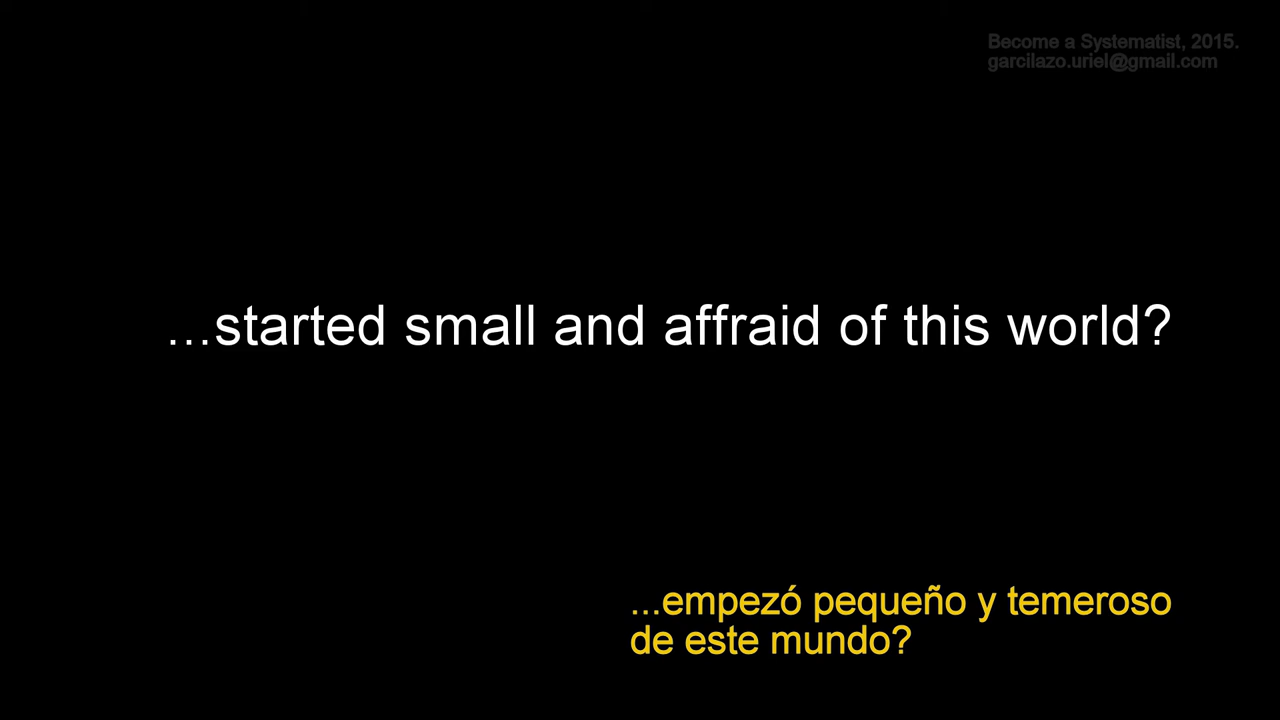 Become a Systematist, 2015.
garcilazo.uriel@gmail.com
...started small and affraid of this world?
...empezó pequeño y temeroso
de este mundo?